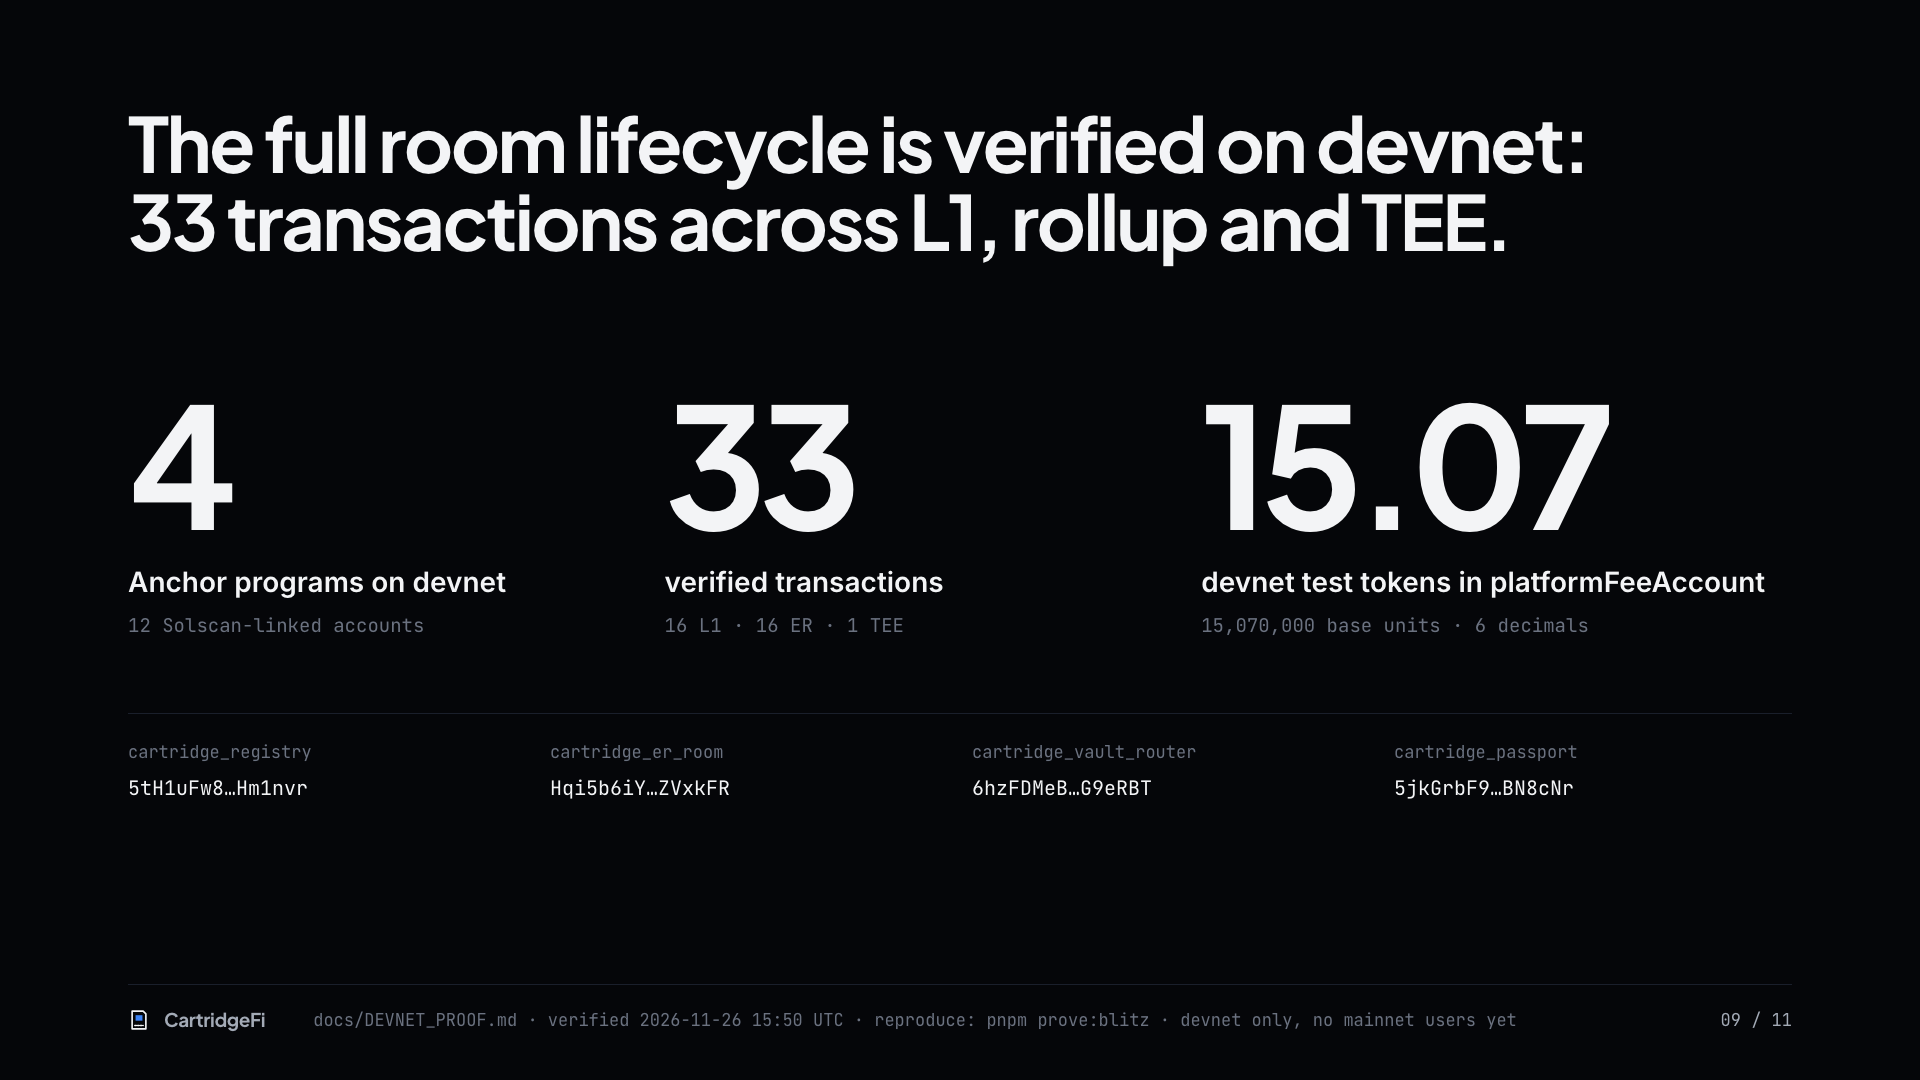 The full room lifecycle is verified on devnet:
33 transactions across L1, rollup and TEE.
4
Anchor programs on devnet
12 Solscan-linked accounts
33
verified transactions
16 L1 · 16 ER · 1 TEE
15.07
devnet test tokens in platformFeeAccount
15,070,000 base units · 6 decimals
cartridge_registry
5tH1uFw8…Hm1nvr
cartridge_er_room
Hqi5b6iY…ZVxkFR
cartridge_vault_router
6hzFDMeB…G9eRBT
cartridge_passport
5jkGrbF9…BN8cNr
CartridgeFi
docs/DEVNET_PROOF.md · verified 2026-11-26 15:50 UTC · reproduce: pnpm prove:blitz · devnet only, no mainnet users yet
09 / 11